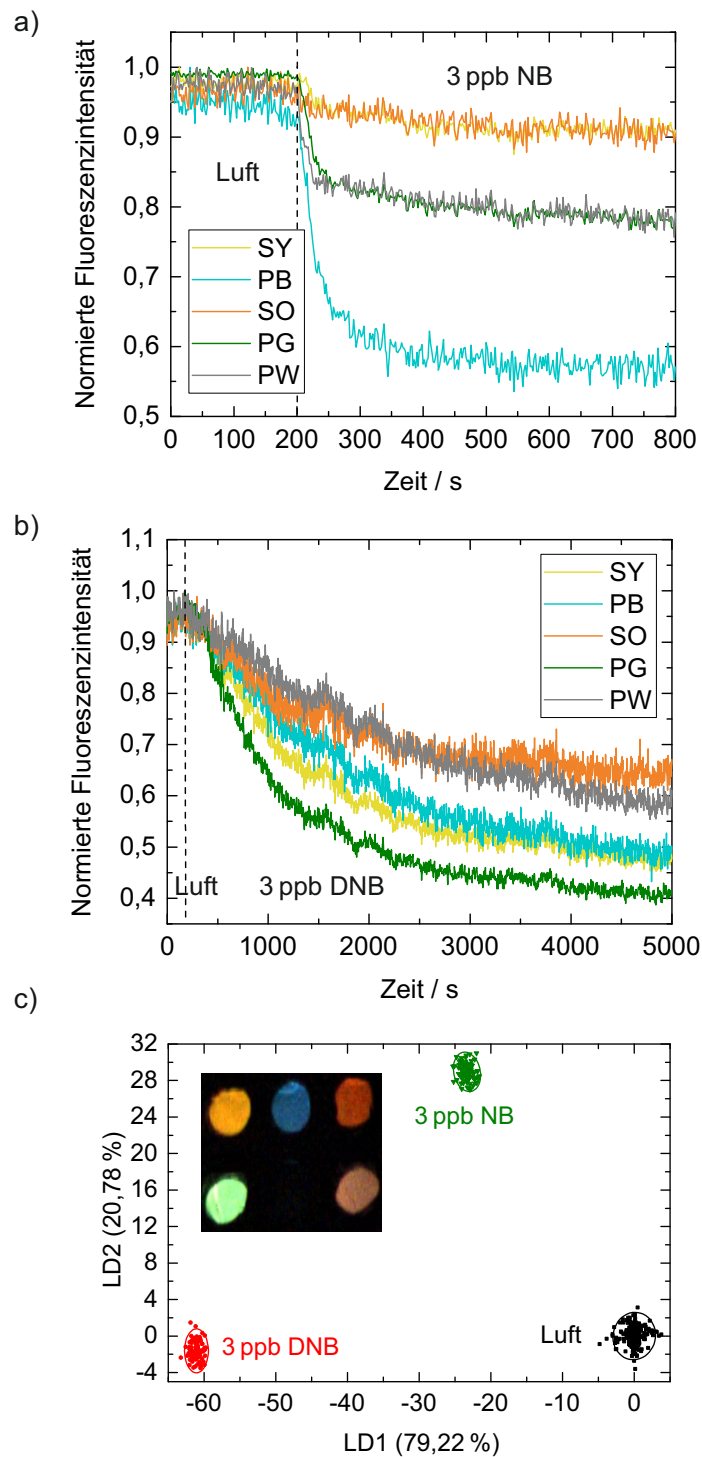 a)
Normierte Fluoreszenzintensität
1,0
0,9
0,8
0,7
0,6
0,5
3 ppb NB
Luft
SY
PB
SO
PG
PW
0 100 200 300 400 500 600 700 800
Zeit / s
b)
Normierte Fluoreszenzintensität
1,1
1,0
0,9
0,8
0,7
0,6
0,5
0,4
SY
PB
SO
PG
PW
Luft 3 ppb DNB
0 1000 2000 3000 4000 5000
Zeit / s
c)
LD2 (20,78 %)
32
28
24
20
16
12
8
4
0
-4
3 ppb NB
3 ppb DNB
Luft
-60 -50 -40 -30 -20 -10 0
LD1 (79,22 %)